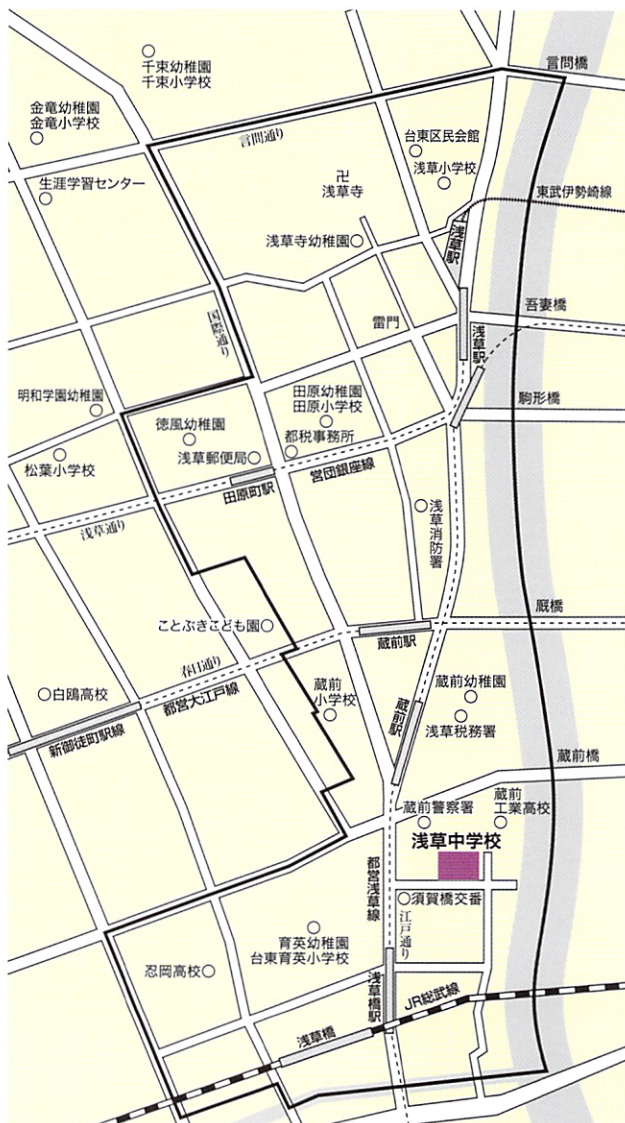 千束幼稚園
千束小学校
言問橋
金竜幼稚園
金竜小学校
言問通り
台東区民会館
浅草小学校
生涯学習センター
卍
浅草寺
東武伊勢崎線
浅草寺幼稚園
浅草駅
吾妻橋
国際通り
雷門
浅草駅
明和学園幼稚園
田原幼稚園
田原小学校
駒形橋
徳風幼稚園
都税事務所
松葉小学校
浅草郵便局
営団銀座線
田原町駅
浅草通り
浅草消防署
厩橋
ことぶきこども園
蔵前駅
春日通り
白鴎高校
都営大江戸線
蔵前
小学校
蔵前駅
蔵前幼稚園
浅草税務署
新御徒町駅線
蔵前橋
蔵前警察署
蔵前
工業高校
浅草中学校
都営浅草線
須賀橋交番
江戸通り
育英幼稚園
台東育英小学校
忍岡高校
浅草橋駅
JR総武線
浅草橋